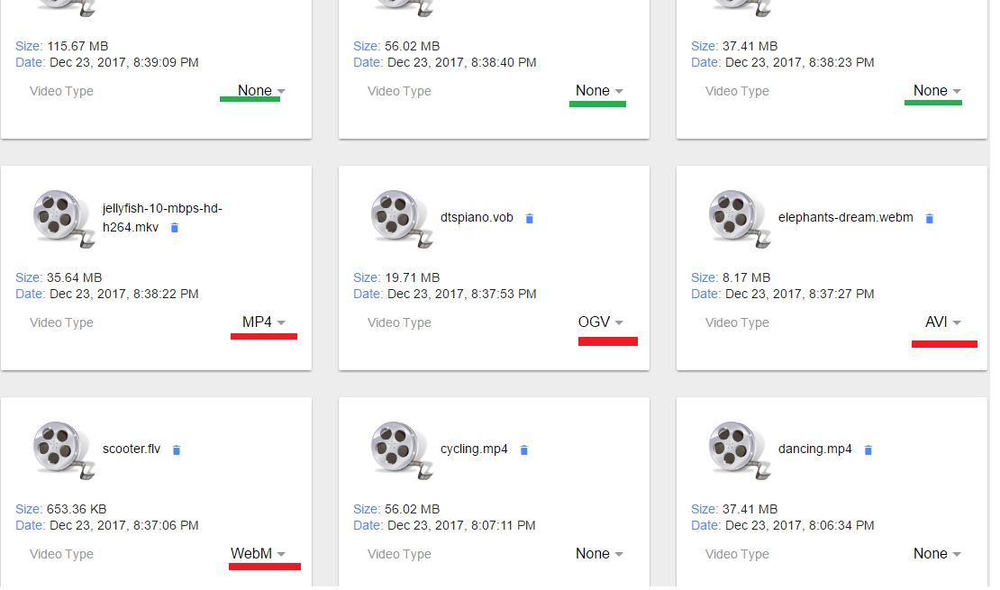 Size: 115.67 MB
Date: Dec 23, 2017, 8:39:09 PM
Video Type None
Size: 56.02 MB
Date: Dec 23, 2017, 8:38:40 PM
Video Type None
Size: 37.41 MB
Date: Dec 23, 2017, 8:38:23 PM
Video Type None
jellyfish-10-mbps-hd-
h264.mkv
Size: 35.64 MB
Date: Dec 23, 2017, 8:38:22 PM
Video Type MP4
dtspiano.vob
Size: 19.71 MB
Date: Dec 23, 2017, 8:37:53 PM
Video Type OGV
elephants-dream.webm
Size: 8.17 MB
Date: Dec 23, 2017, 8:37:27 PM
Video Type AVI
scooter.flv
Size: 653.36 KB
Date: Dec 23, 2017, 8:37:06 PM
Video Type WebM
cycling.mp4
Size: 56.02 MB
Date: Dec 23, 2017, 8:07:11 PM
Video Type None
dancing.mp4
Size: 37.41 MB
Date: Dec 23, 2017, 8:06:34 PM
Video Type None